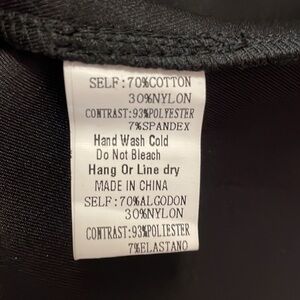 SELF:70%COTTON
30%NYLON
CONTRAST:93%POLYESTER
7%SPANDEX
Hand Wash Cold
Do Not Bleach
Hang Or Line dry
MADE IN CHINA
SELF:70%ALGODON
30%NYLON
CONTRAST:93%POLIESTER
7%ELASTANO